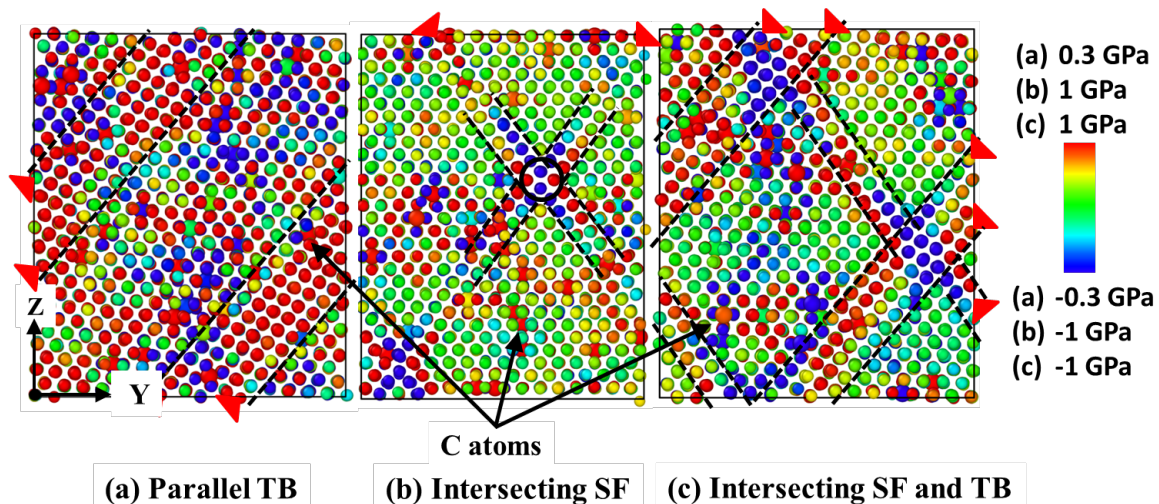 (a) 0.3 GPa
(b) 1 GPa
(c) 1 GPa
(a) -0.3 GPa
(b) -1 GPa
(c) -1 GPa
Z
Y
C atoms
(a) Parallel TB
(b) Intersecting SF
(c) Intersecting SF and TB